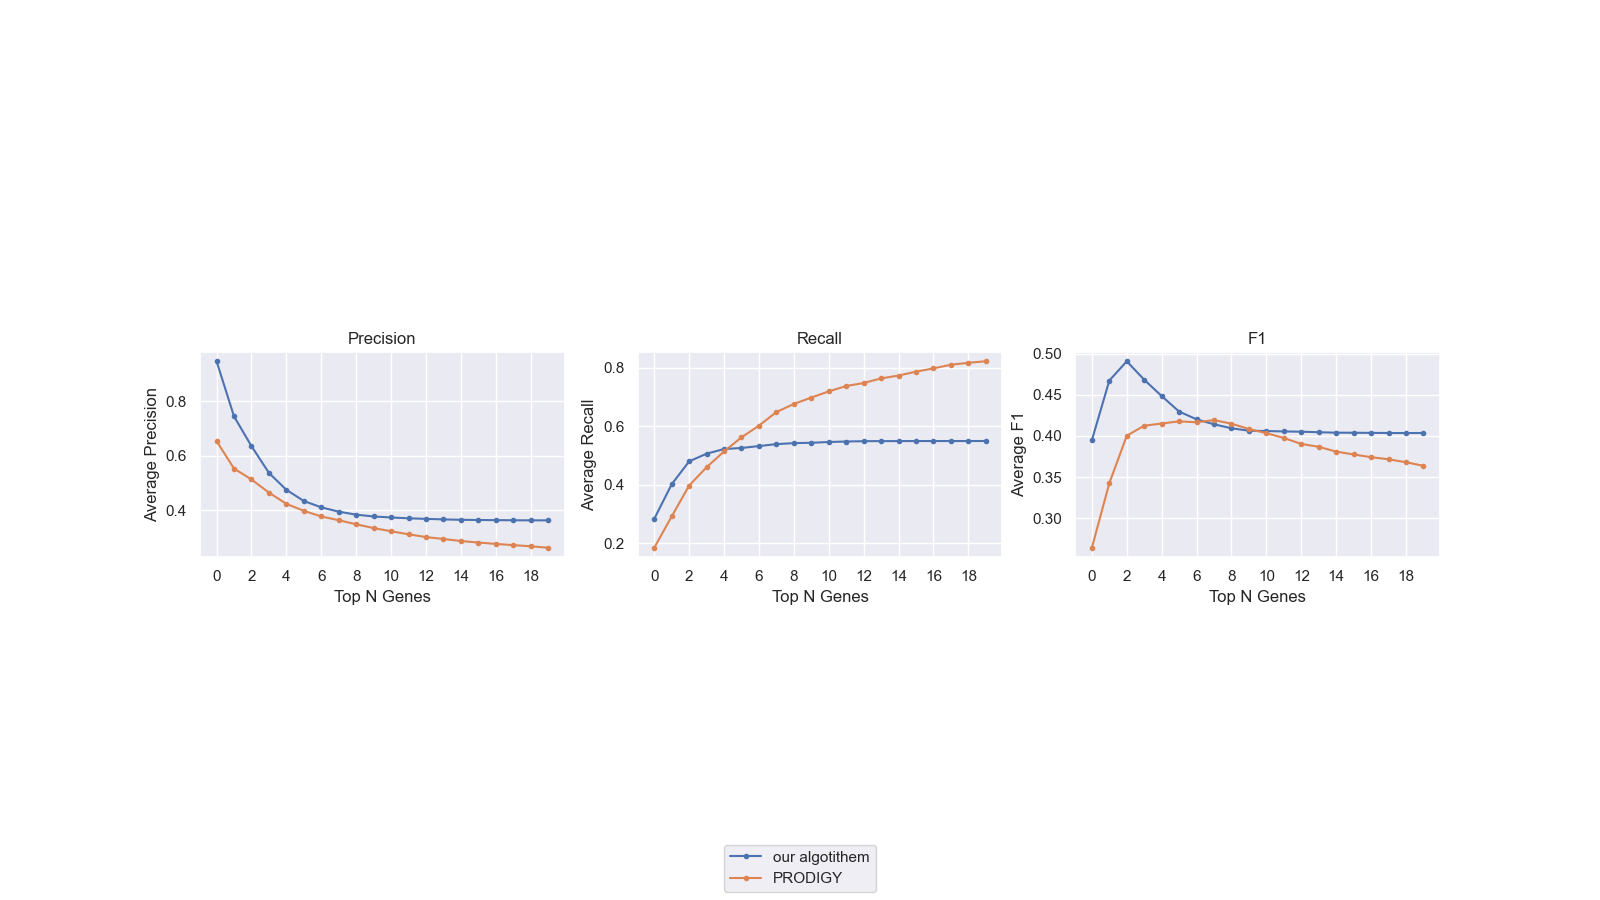 Precision
Average Precision
0.8
0.6
0.4
0 2 4 6 8 10 12 14 16 18
Top N Genes
Recall
Average Recall
0.8
0.6
0.4
0.2
0 2 4 6 8 10 12 14 16 18
Top N Genes
F1
Average F1
0.50
0.45
0.40
0.35
0.30
0 2 4 6 8 10 12 14 16 18
Top N Genes
our algotithem
PRODIGY